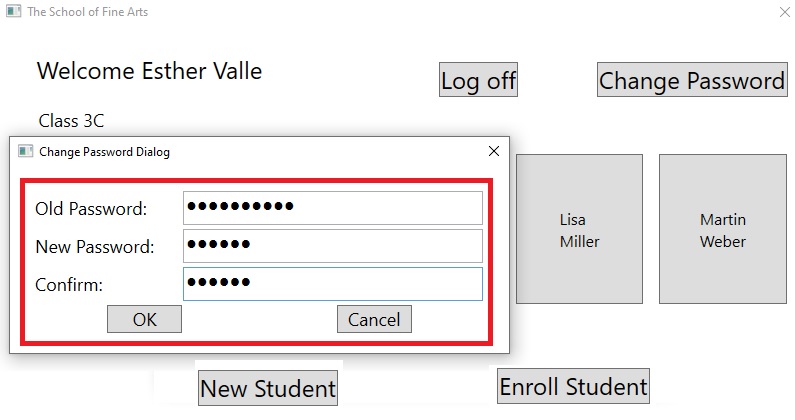 The School of Fine Arts
Welcome Esther Valle
Log off
Change Password
Class 3C
Change Password Dialog
Old Password: ●●●●●●●●●●
New Password: ●●●●●●
Confirm: ●●●●●●
OK
Cancel
Lisa
Miller
Martin
Weber
New Student
Enroll Student